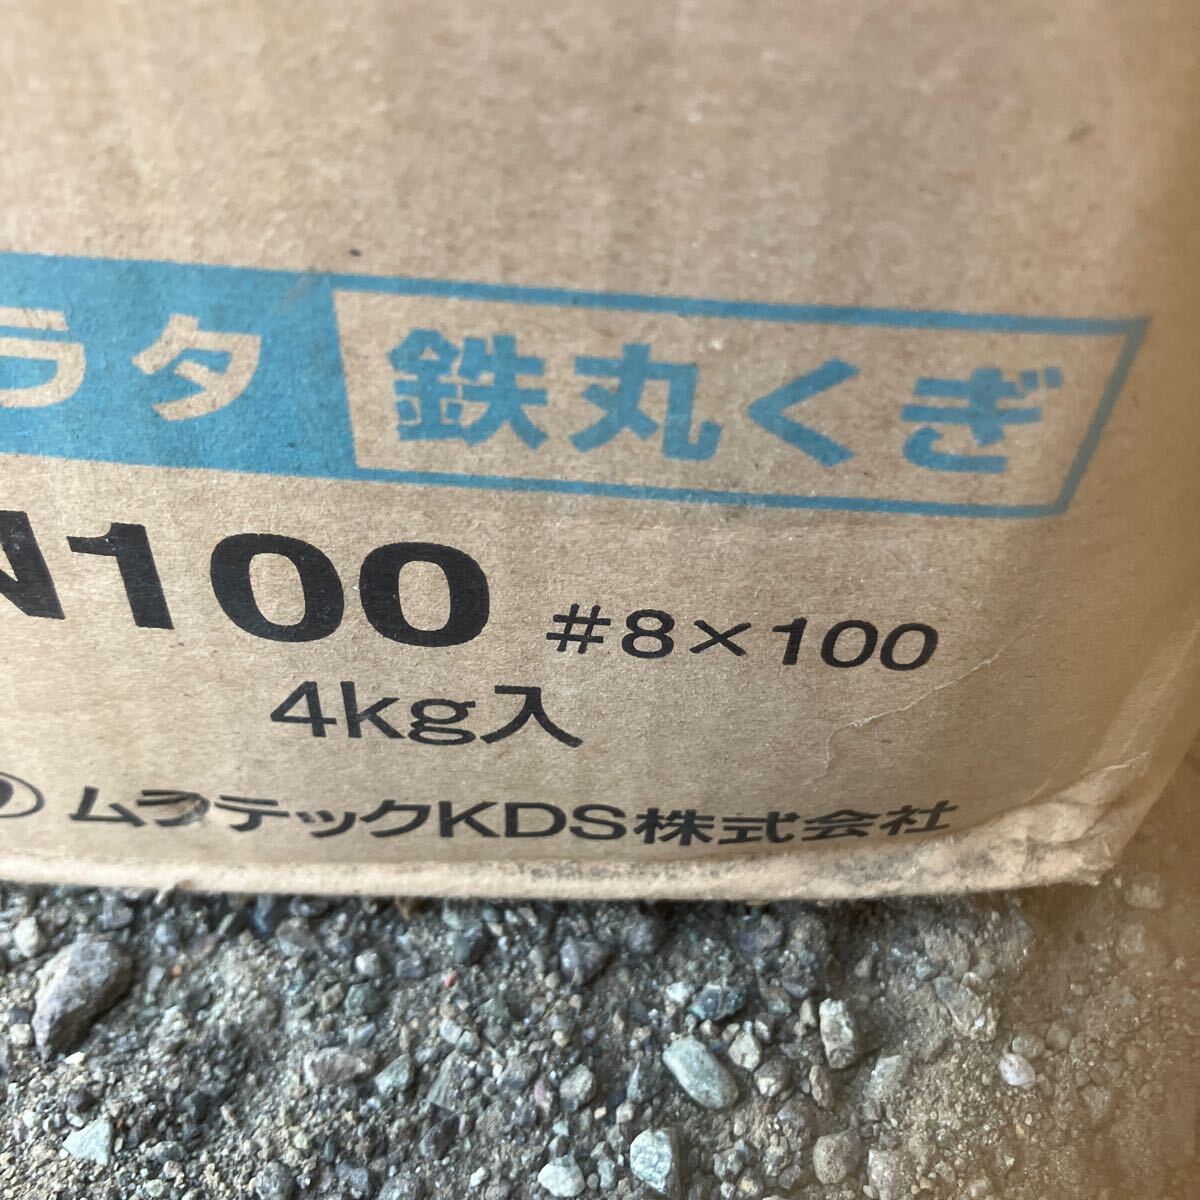 ラタ 鉄丸くぎ
N100 #8×100
4kg入
ムラテックKDS株式会社